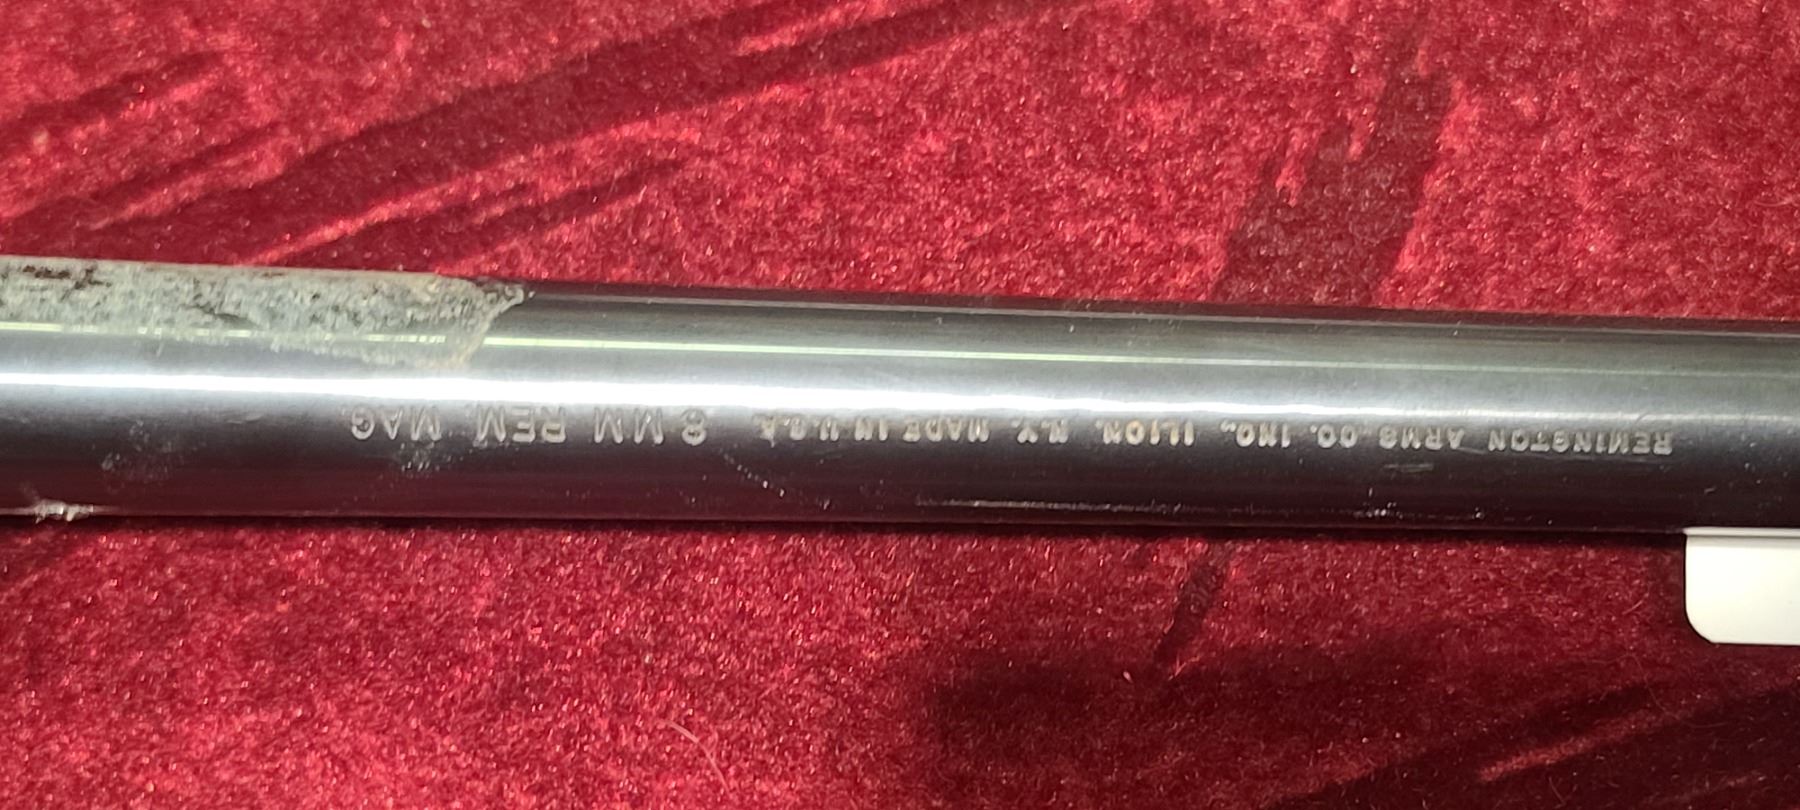 REMINGTON ARMS CO. INC., ILION, N.Y. MADE IN U.S.A. 8 MM REM. MAG.